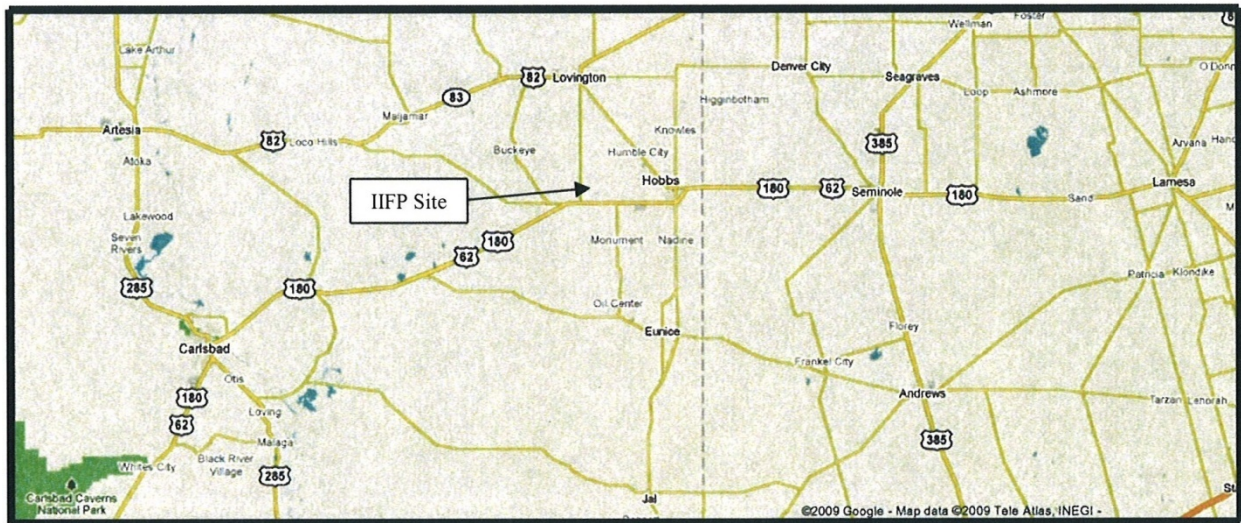 Lake Arthur
Wellman
Foster
Lovington
82
Denver City
Seagraves
O'Donn
83
Maljamar
Higginbotham
Loop
Ashmore
Artesia
82
Loco Hills
Buckeye
Knowles
Humble City
385
Arvana
Atoka
IIFP Site
Hobbs
180
62
Seminole
180
Sand
Lamesa
Lakewood
Seven
Rivers
62
180
Monument
Nadine
285
180
Patricia
Klondike
Oil Center
Eunice
Florey
Carlsbad
Frankel City
Otis
Andrews
180
62
Loving
Tarzan
Lenorah
Malaga
385
Black River
Village
Whites City
285
Carlsbad Caverns
National Park
Jal
©2009 Google - Map data ©2009 Tele Atlas, INEGI -